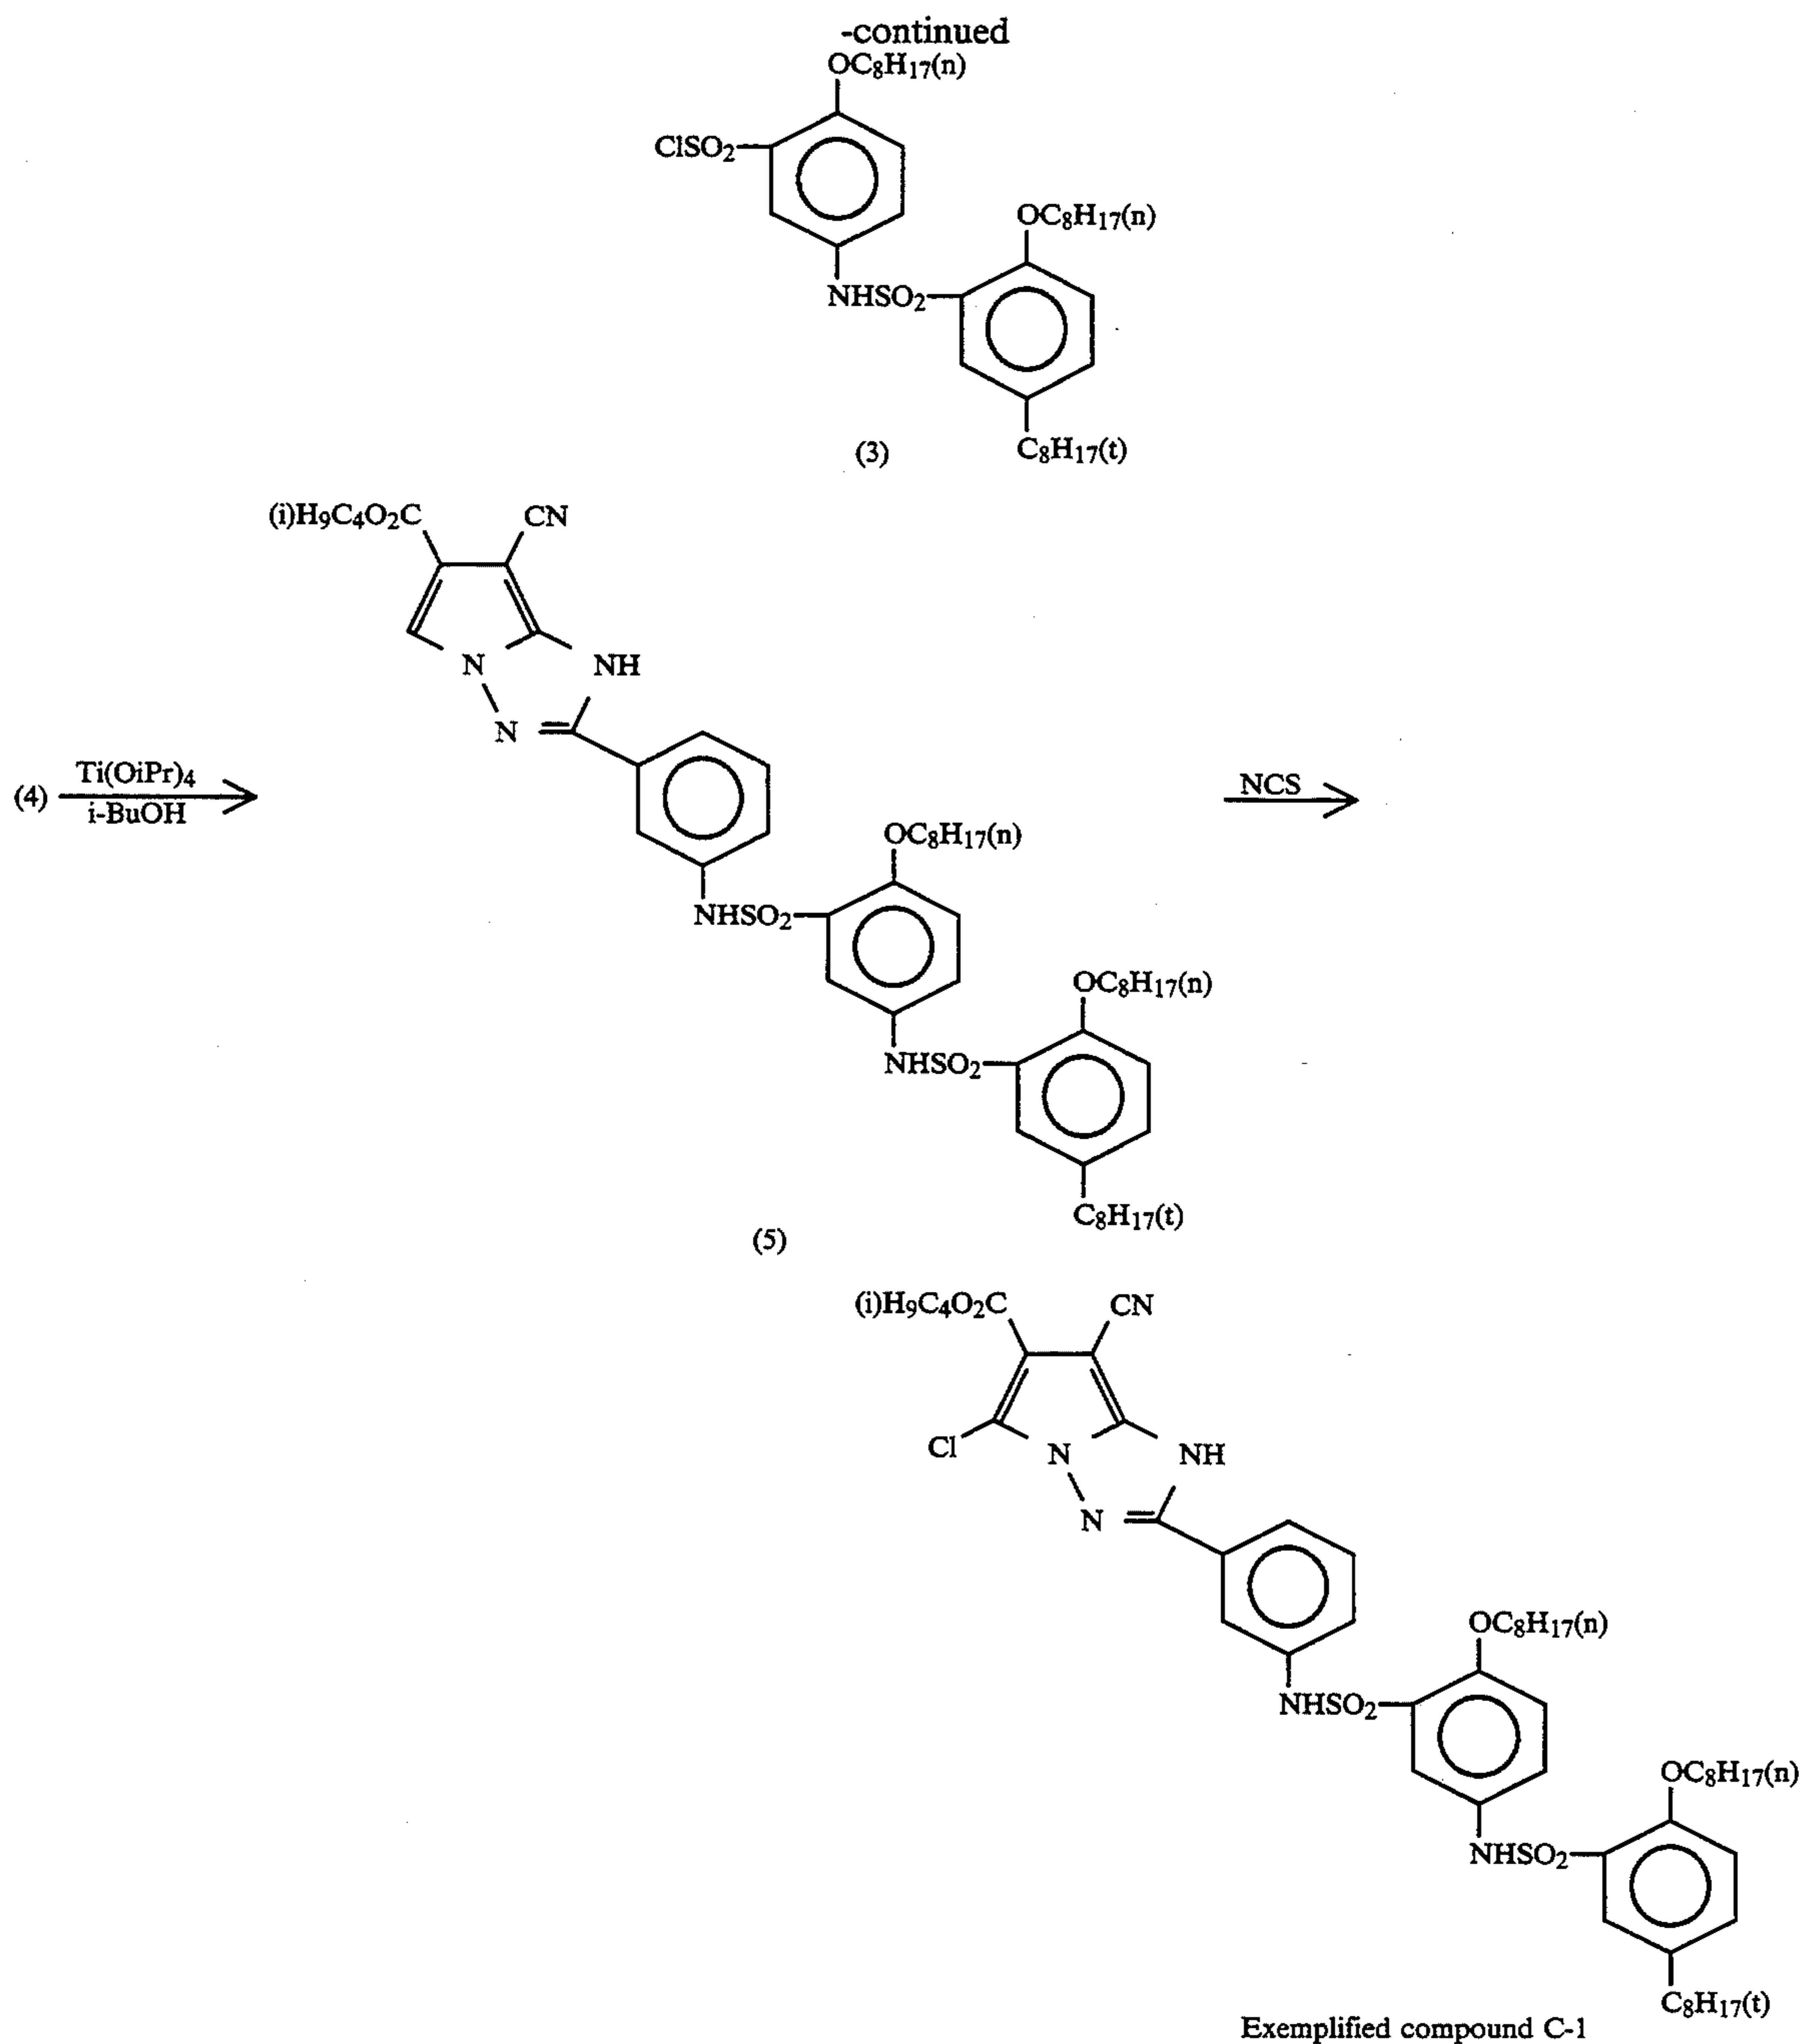 -continued
OC8H17(n)
ClSO2
OC8H17(n)
NHSO2
C8H17(t)
(3)
(i)H9C4O2C CN
N NH
N
(4) Ti(OiPr)4
i-BuOH
NCS
OC8H17(n)
NHSO2
OC8H17(n)
NHSO2
C8H17(t)
(5)
(i)H9C4O2C CN
Cl N NH
N
OC8H17(n)
NHSO2
OC8H17(n)
NHSO2
C8H17(t)
Exemplified compound C-1